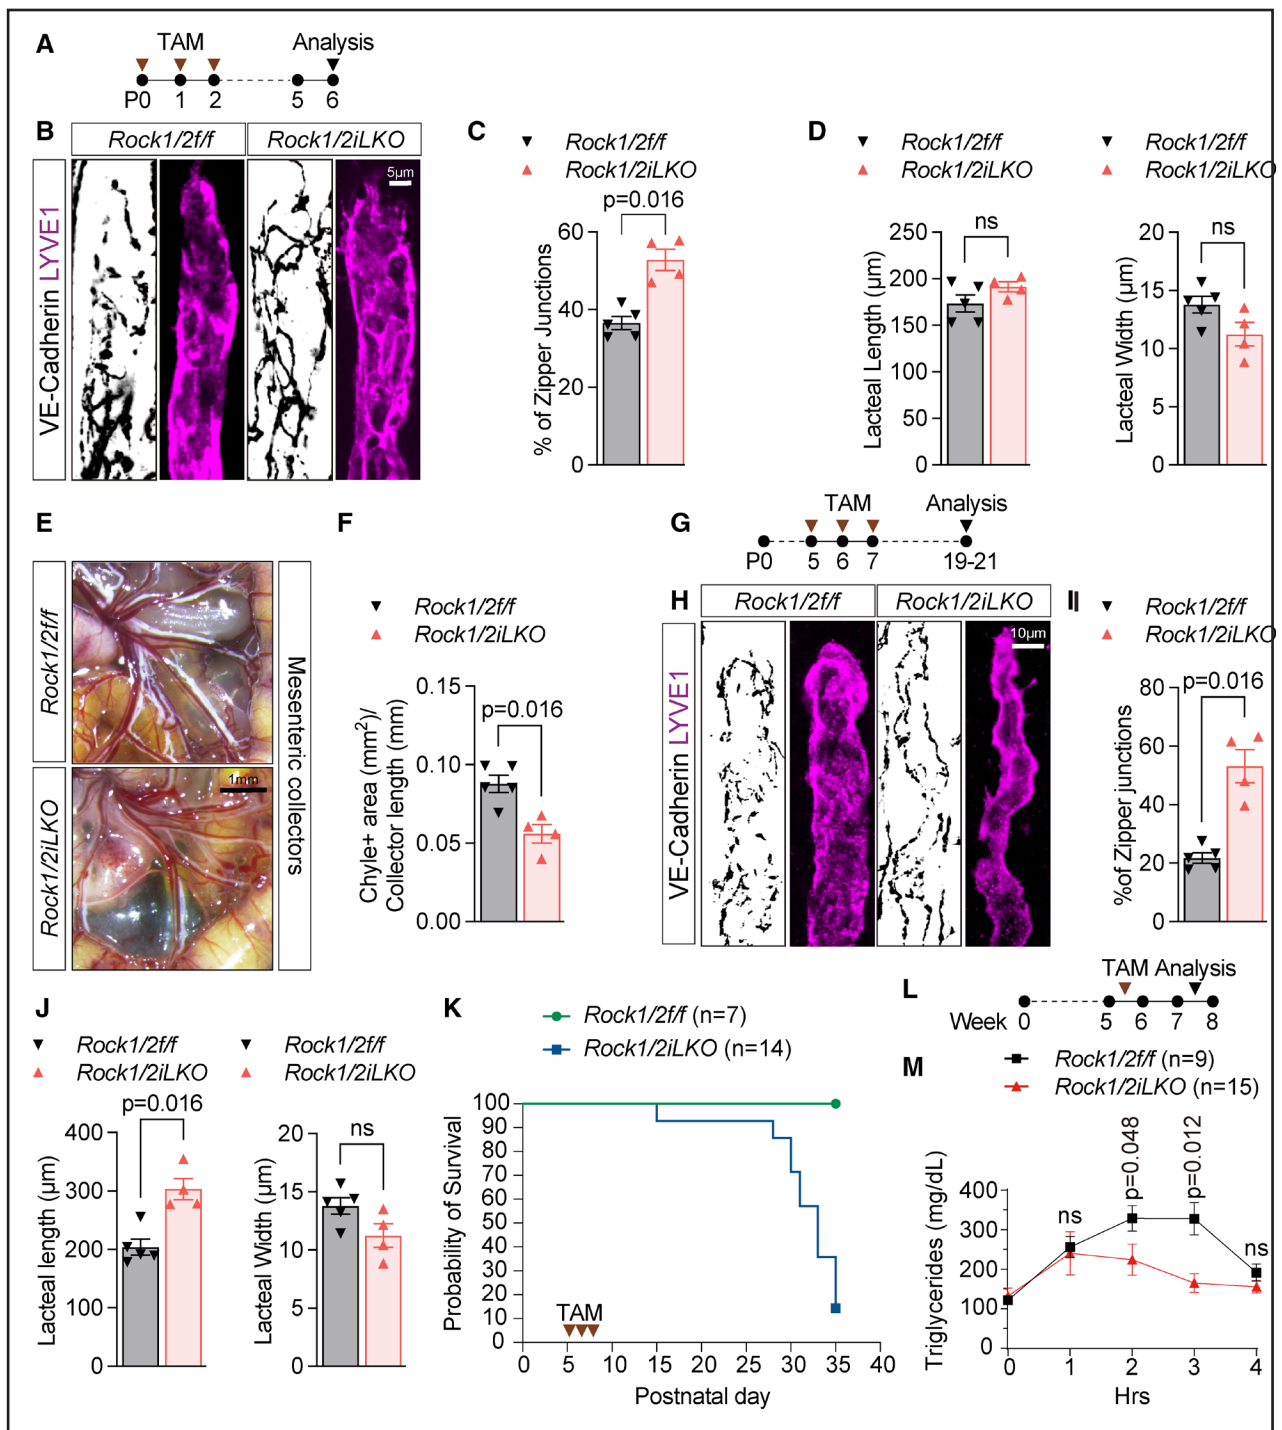 A
TAM
Analysis
P0 1 2 5 6
B
Rock1/2f/f
Rock1/2iLKO
VE-Cadherin LYVE1
5µm
C
Rock1/2f/f
Rock1/2iLKO
p=0.016
% of Zipper Junctions
60
40
20
0
D
Rock1/2f/f
Rock1/2iLKO
ns
Lacteal Length (µm)
250
200
150
100
50
0
Rock1/2f/f
Rock1/2iLKO
ns
Lacteal Width (µm)
20
15
10
5
0
E
Rock1/2f/f
Rock1/2iLKO
1mm
Mesenteric collectors
F
Rock1/2f/f
Rock1/2iLKO
p=0.016
Chyle+ area (mm²)/
Collector length (mm)
0.15
0.10
0.05
0.00
G
TAM
Analysis
P0 5 6 7 19-21
H
Rock1/2f/f
Rock1/2iLKO
VE-Cadherin LYVE1
10µm
I
Rock1/2f/f
Rock1/2iLKO
p=0.016
%of Zipper junctions
80
60
40
20
0
J
Rock1/2f/f
Rock1/2iLKO
p=0.016
Lacteal length (µm)
400
300
200
100
0
Rock1/2f/f
Rock1/2iLKO
ns
Lacteal Width (µm)
20
15
10
5
0
K
Rock1/2f/f (n=7)
Rock1/2iLKO (n=14)
Probability of Survival
100
90
80
70
60
50
40
30
20
10
0
TAM
0 5 10 15 20 25 30 35 40
Postnatal day
L
TAM Analysis
Week 0 5 6 7 8
M
Rock1/2f/f (n=9)
Rock1/2iLKO (n=15)
ns
p=0.048
p=0.012
ns
Triglycerides (mg/dL)
400
300
200
100
0
0 1 2 3 4
Hrs